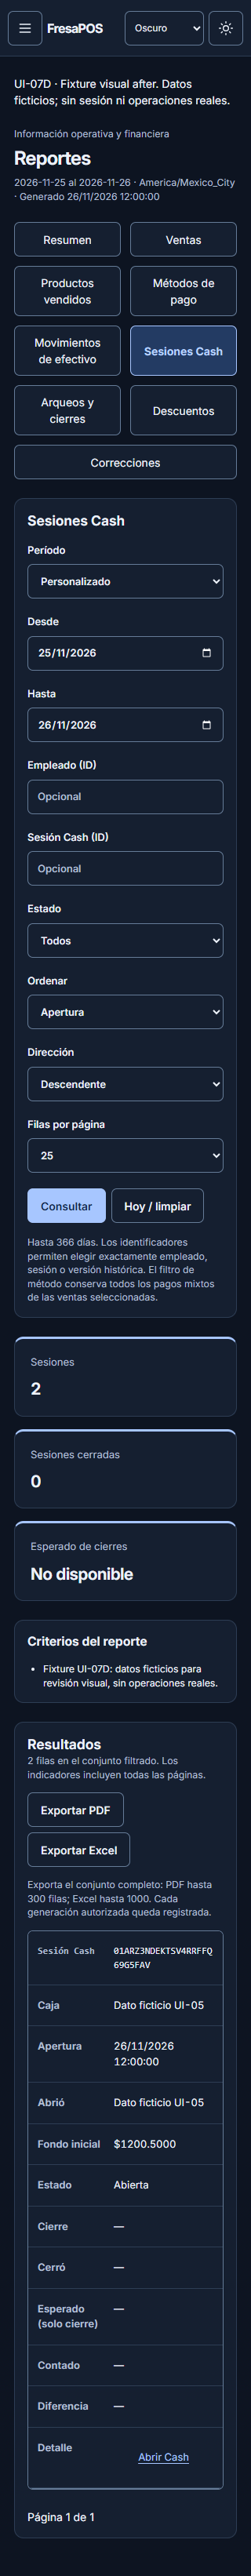 FresaPOS
Oscuro
UI-07D · Fixture visual after. Datos
ficticios; sin sesión ni operaciones reales.
Información operativa y financiera
Reportes
2026-11-25 al 2026-11-26 · America/Mexico_City
· Generado 26/11/2026 12:00:00
Resumen
Ventas
Productos
vendidos
Métodos de
pago
Movimientos
de efectivo
Sesiones Cash
Arqueos y
cierres
Descuentos
Correcciones
Sesiones Cash
Período
Personalizado
Desde
25/11/2026
Hasta
26/11/2026
Empleado (ID)
Opcional
Sesión Cash (ID)
Opcional
Estado
Todos
Ordenar
Apertura
Dirección
Descendente
Filas por página
25
Consultar
Hoy / limpiar
Hasta 366 días. Los identificadores
permiten elegir exactamente empleado,
sesión o versión histórica. El filtro de
método conserva todos los pagos mixtos
de las ventas seleccionadas.
Sesiones
2
Sesiones cerradas
0
Esperado de cierres
No disponible
Criterios del reporte
• Fixture UI-07D: datos ficticios para
revisión visual, sin operaciones reales.
Resultados
2 filas en el conjunto filtrado. Los
indicadores incluyen todas las páginas.
Exportar PDF
Exportar Excel
Exporta el conjunto completo: PDF hasta
300 filas; Excel hasta 1000. Cada
generación autorizada queda registrada.
Sesión Cash 01ARZ3NDEKTSV4RRFFQ
69G5FAV
Caja Dato ficticio UI-05
Apertura 26/11/2026
12:00:00
Abrió Dato ficticio UI-05
Fondo inicial $1200.5000
Estado Abierta
Cierre —
Cerró —
Esperado —
(solo cierre)
Contado —
Diferencia —
Detalle Abrir Cash
Página 1 de 1